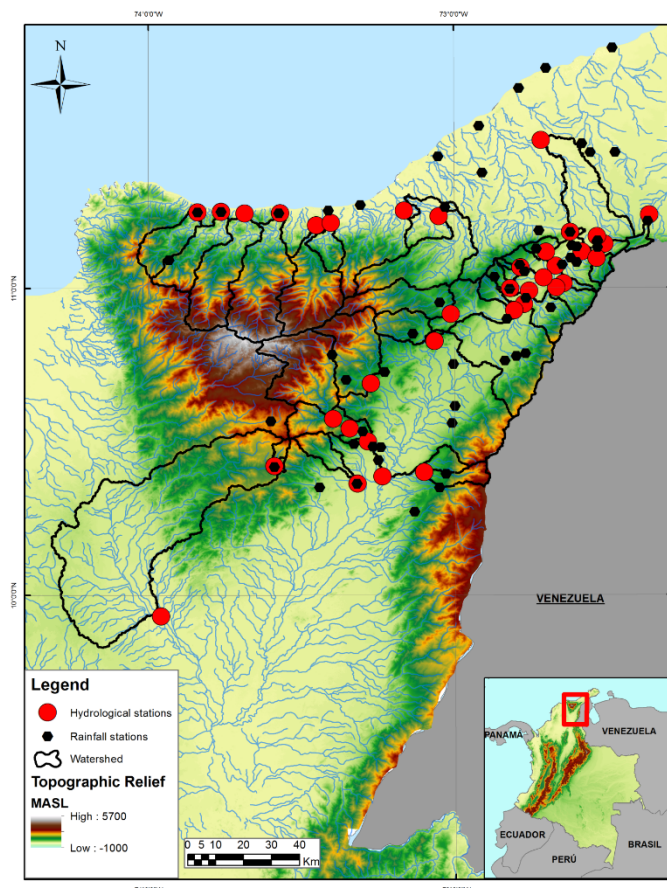 74°0'0"W
73°0'0"W
N
11°0'0"N
10°0'0"N
VENEZUELA
Legend
Hydrological stations
Rainfall stations
Watershed
Topographic Relief
MASL
High : 5700
Low : -1000
0 5 10 20 30 40
Km
PANAMÁ
VENEZUELA
ECUADOR
PERÚ
BRASIL